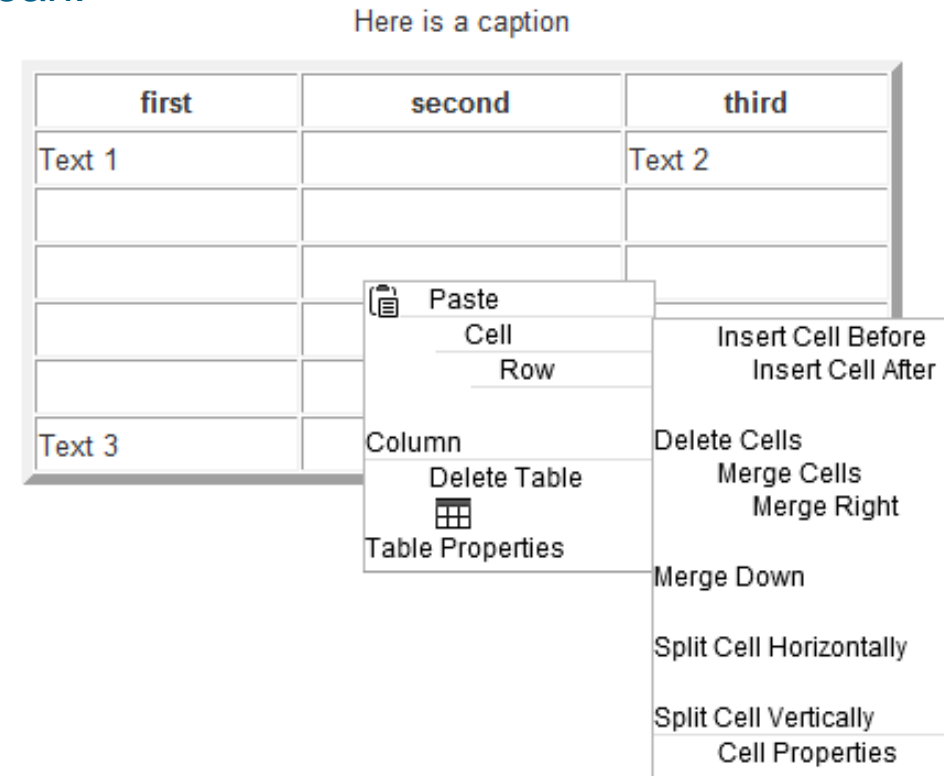 Here is a caption
first second third
Text 1 Text 2
Text 3
Paste
Cell
Row
Column
Delete Table
Table Properties
Insert Cell Before
Insert Cell After
Delete Cells
Merge Cells
Merge Right
Merge Down
Split Cell Horizontally
Split Cell Vertically
Cell Properties